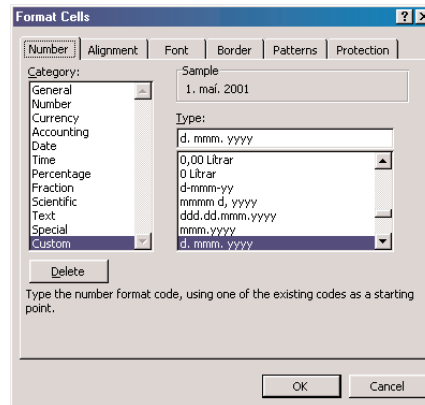 Format Cells
Number Alignment Font Border Patterns Protection
Category:
General
Number
Currency
Accounting
Date
Time
Percentage
Fraction
Scientific
Text
Special
Custom
Sample
1. maí. 2001
Type:
d. mmm. yyyy
0,00 Lítrar
0 Lítrar
d-mmm-yy
mmmm d, yyyy
ddd.dd.mmm.yyyy
mmm.yyyy
d. mmm. yyyy
Delete
Type the number format code, using one of the existing codes as a starting
point.
OK Cancel